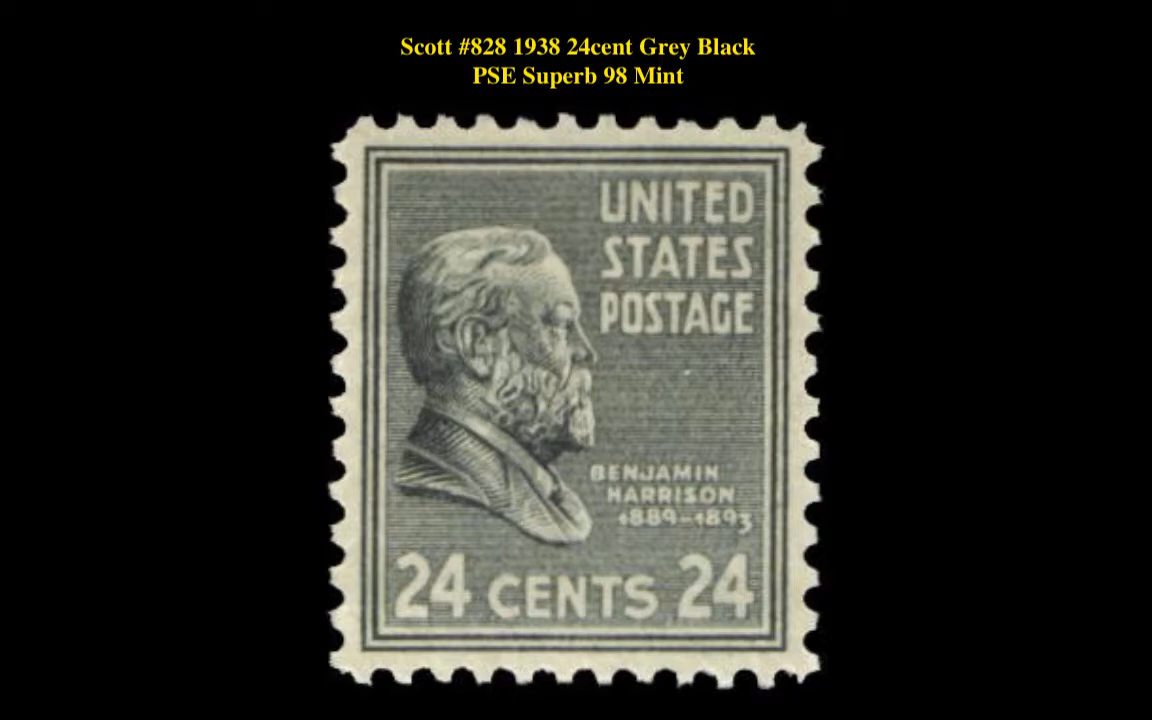 Scott #828 1938 24cent Grey Black
PSE Superb 98 Mint
UNITED
STATES
POSTAGE
BENJAMIN
HARRISON
1889-1893
24 CENTS 24